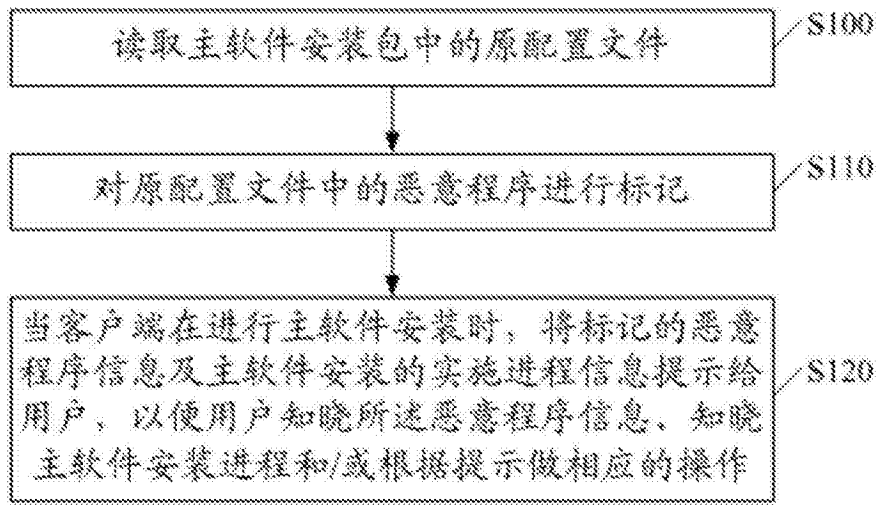 读取主软件安装包中的原配置文件
S100
对原配置文件中的恶意程序进行标记
S110
当客户端在进行主软件安装时，将标记的恶意
程序信息及主软件安装的实施进程信息提示给
用户，以便用户知晓所述恶意程序信息、知晓
主软件安装进程和/或根据提示做相应的操作
S120